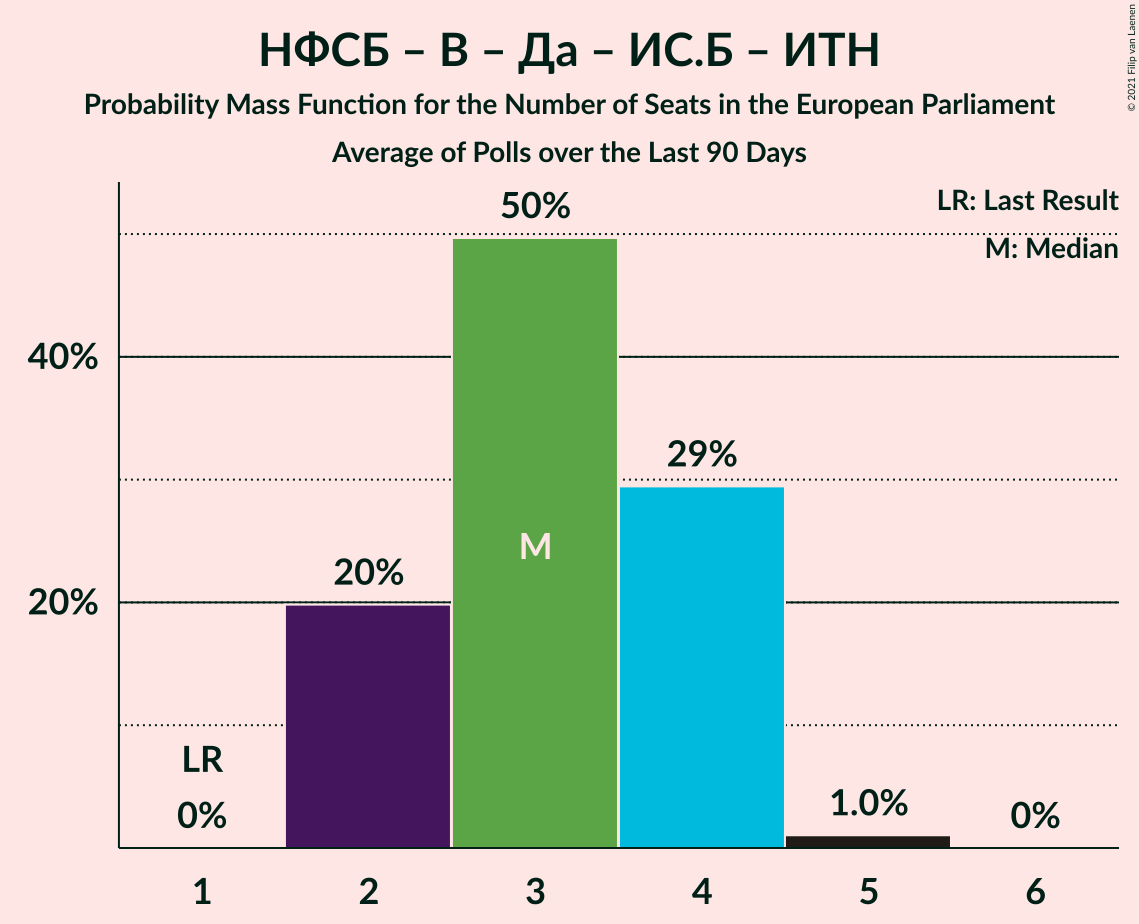 НФСБ – В – Да – ИС.Б – ИТН
Probability Mass Function for the Number of Seats in the European Parliament
Average of Polls over the Last 90 Days
© 2021 Filip van Laenen
LR: Last Result
M: Median
50%
40%
29%
M
20%
20%
LR
0%
1.0%
0%
1 2 3 4 5 6